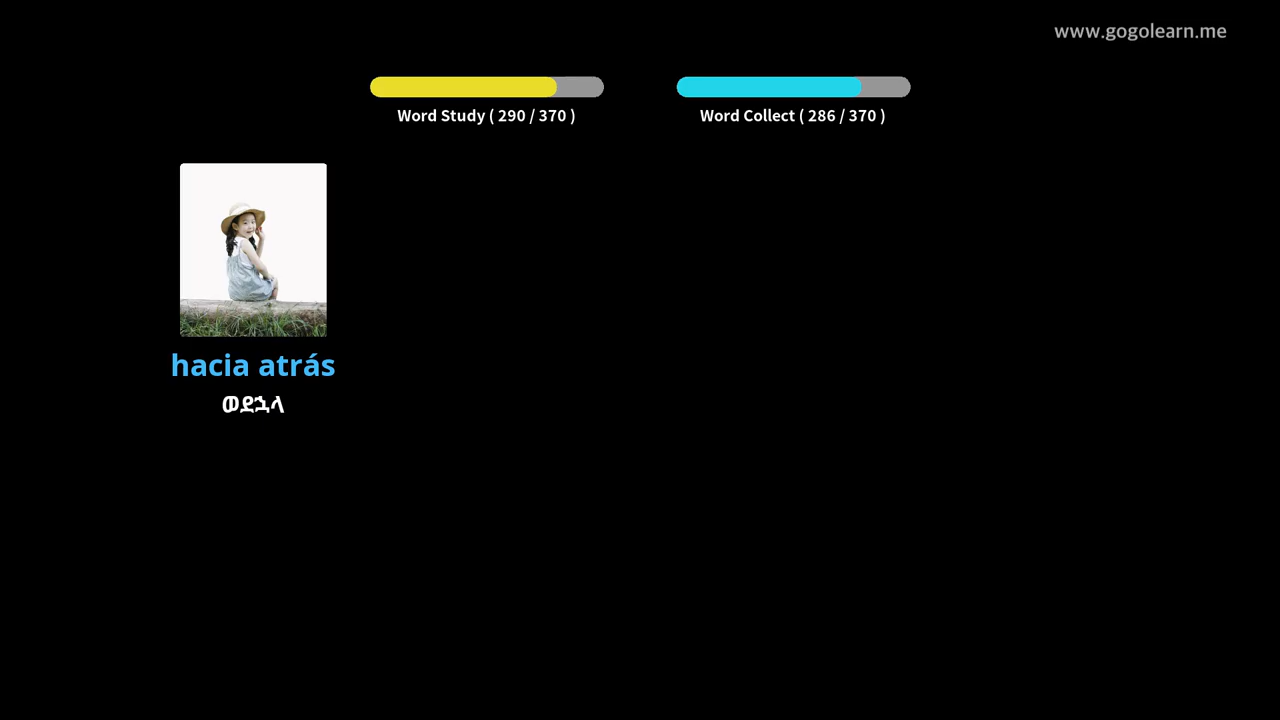 www.gogolearn.me
Word Study ( 290 / 370 )
Word Collect ( 286 / 370 )
hacia atrás
ወደኋላ